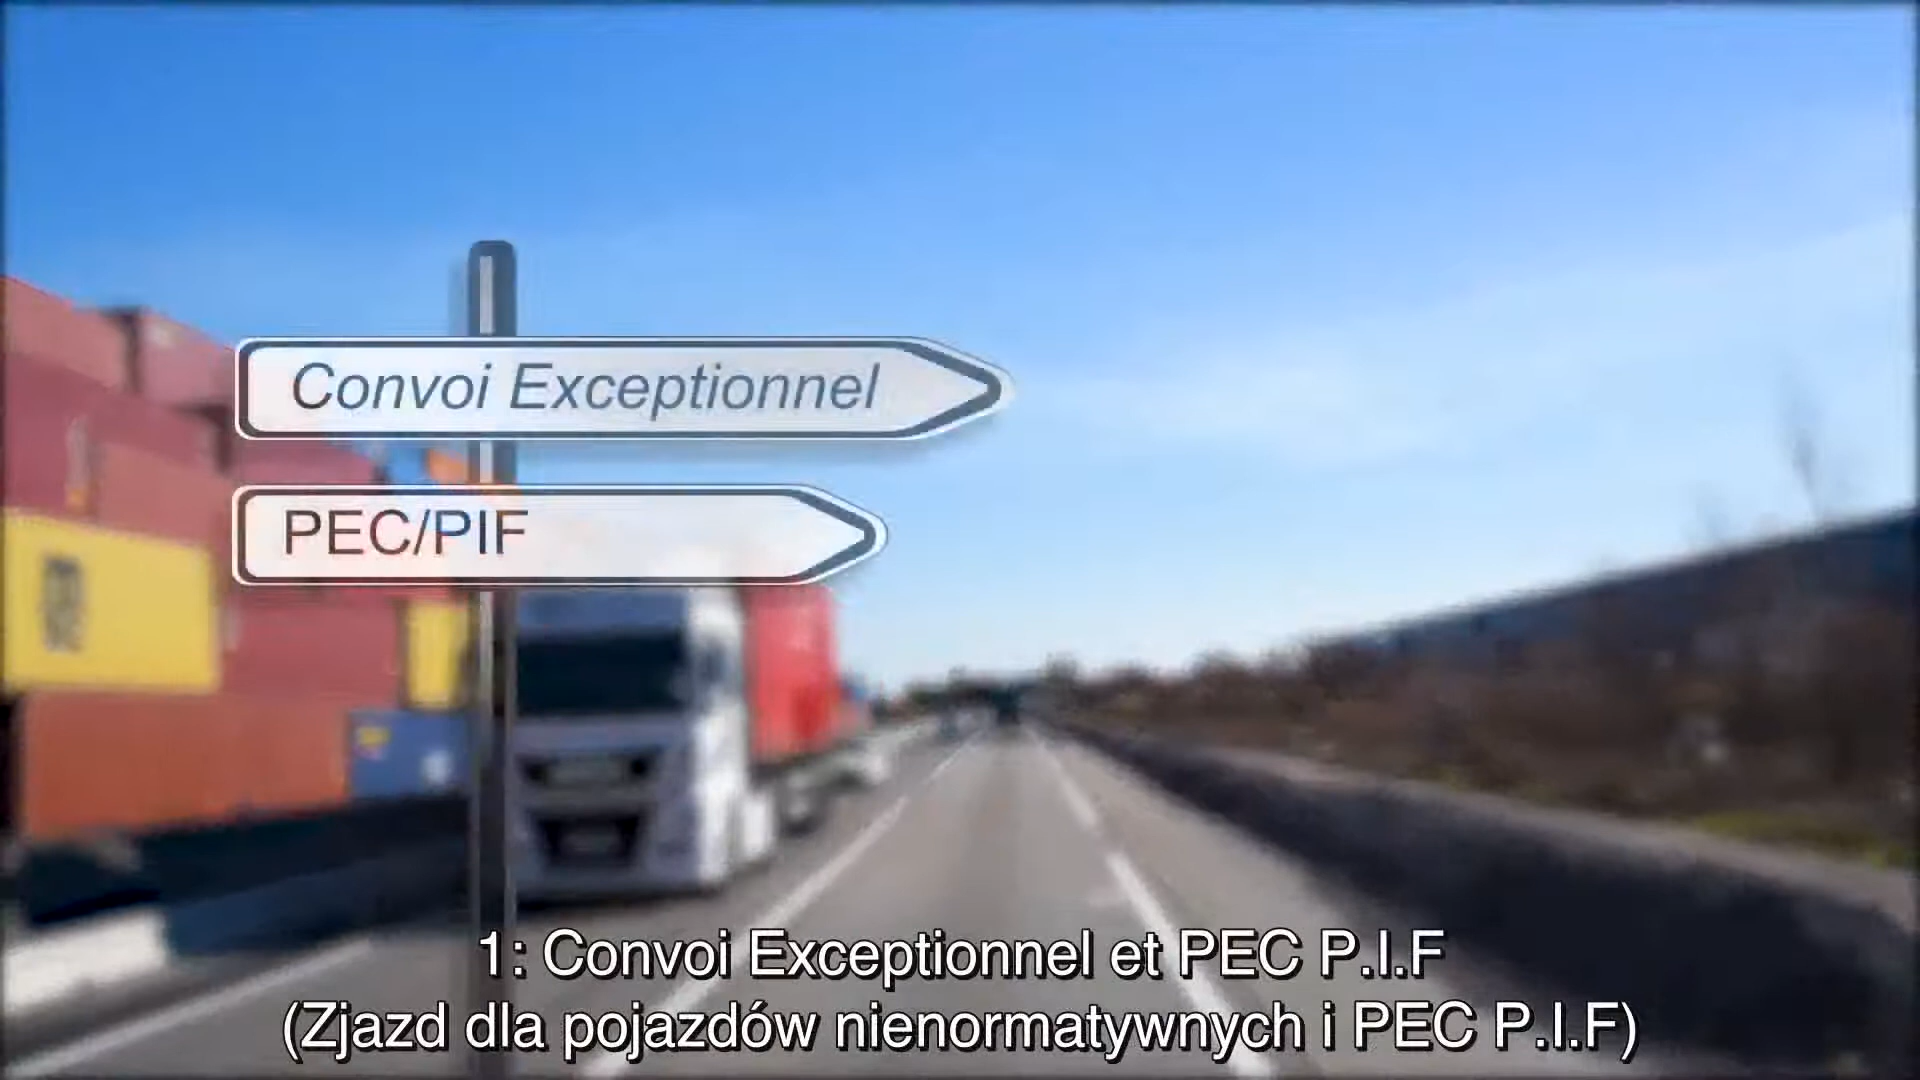 Convoi Exceptionnel
PEC/PIF
1: Convoi Exceptionnel et PEC P.I.F
(Zjazd dla pojazdów nienormatywnych i PEC P.I.F)